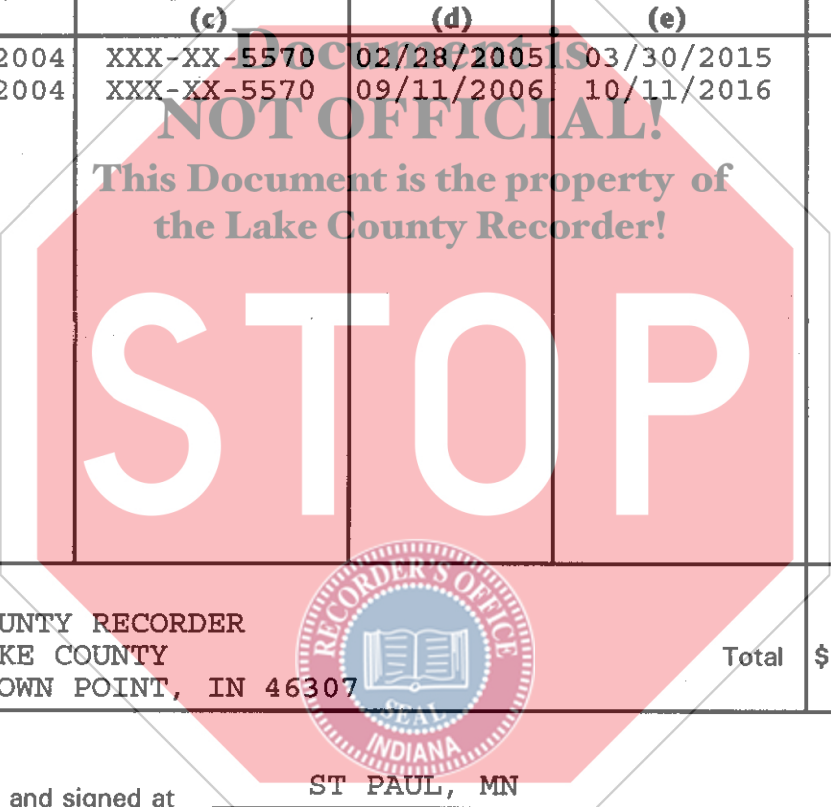 (c) (d) (e)
2004 XXX-XX-5570 02/28/2005 03/30/2015
2004 XXX-XX-5570 09/11/2006 10/11/2016
Document is
NOT OFFICIAL!
This Document is the property of
the Lake County Recorder!
STOP
UNTY RECORDER
KE COUNTY
OWN POINT, IN 46307
Total $
RECORDER'S OFFICE
SEAL
INDIANA
and signed at ST PAUL, MN